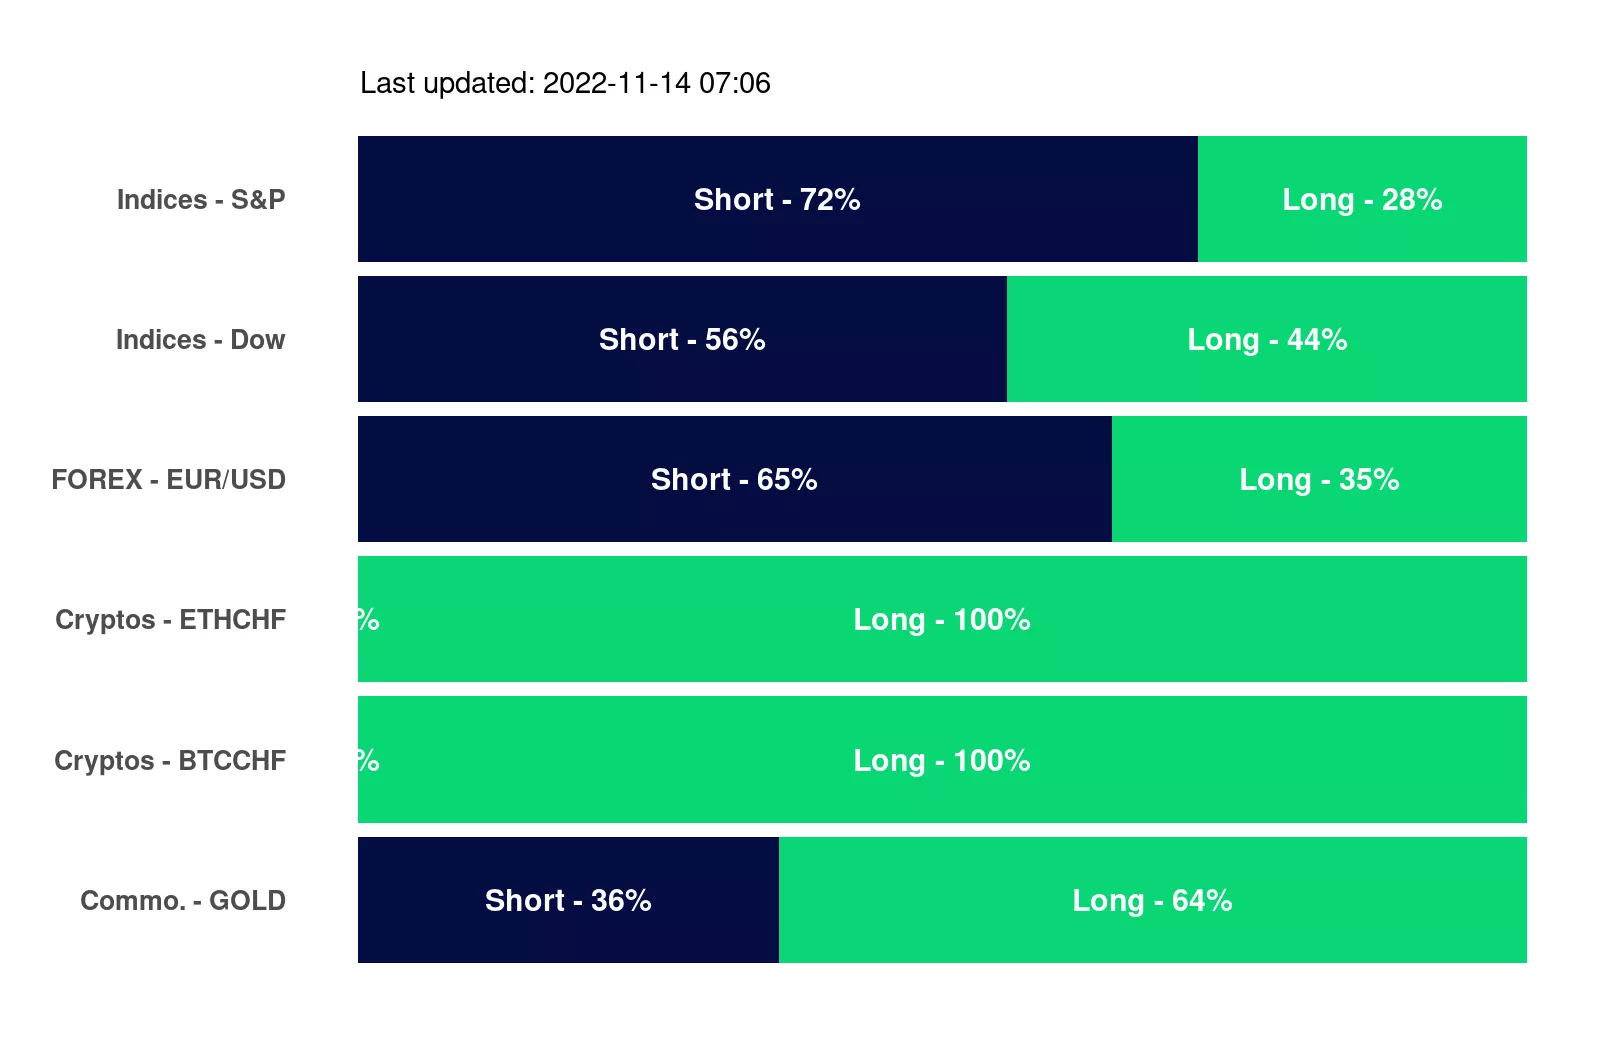 Last updated: 2022-11-14 07:06
Indices - S&P Short - 72% Long - 28%
Indices - Dow Short - 56% Long - 44%
FOREX - EUR/USD Short - 65% Long - 35%
Cryptos - ETHCHF % Long - 100%
Cryptos - BTCCHF % Long - 100%
Commo. - GOLD Short - 36% Long - 64%